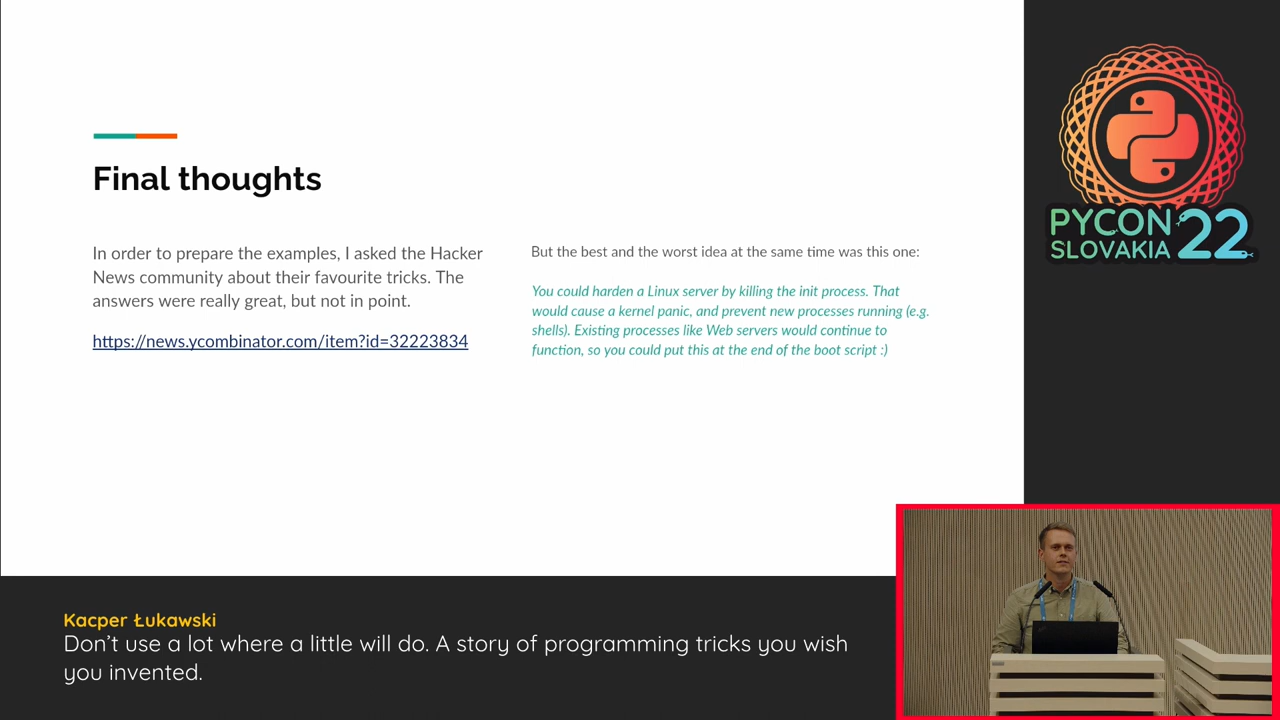 Final thoughts
In order to prepare the examples, I asked the Hacker
News community about their favourite tricks. The
answers were really great, but not in point.
https://news.ycombinator.com/item?id=32223834
But the best and the worst idea at the same time was this one:
You could harden a Linux server by killing the init process. That
would cause a kernel panic, and prevent new processes running (e.g.
shells). Existing processes like Web servers would continue to
function, so you could put this at the end of the boot script :)
PYCON
SLOVAKIA
22
Kacper Łukawski
Don't use a lot where a little will do. A story of programming tricks you wish
you invented.